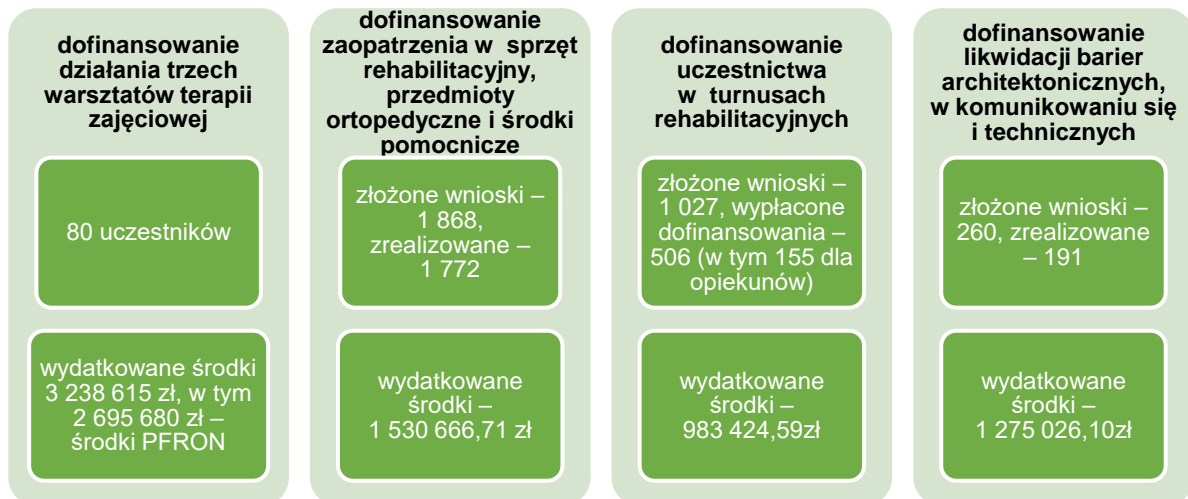 dofinansowanie
działania trzech
warsztatów terapii
zajęciowej
80 uczestników
wydatkowane środki
3 238 615 zł, w tym
2 695 680 zł –
środki PFRON
dofinansowanie
zaopatrzenia w sprzęt
rehabilitacyjny,
przedmioty
ortopedyczne i środki
pomocnicze
złożone wnioski –
1 868,
zrealizowane –
1 772
wydatkowane
środki –
1 530 666,71 zł
dofinansowanie
uczestnictwa
w turnusach
rehabilitacyjnych
złożone wnioski –
1 027, wypłacone
dofinansowania –
506 (w tym 155 dla
opiekunów)
wydatkowane
środki –
983 424,59zł
dofinansowanie
likwidacji barier
architektonicznych,
w komunikowaniu się
i technicznych
złożone wnioski –
260, zrealizowane
– 191
wydatkowane
środki –
1 275 026,10zł